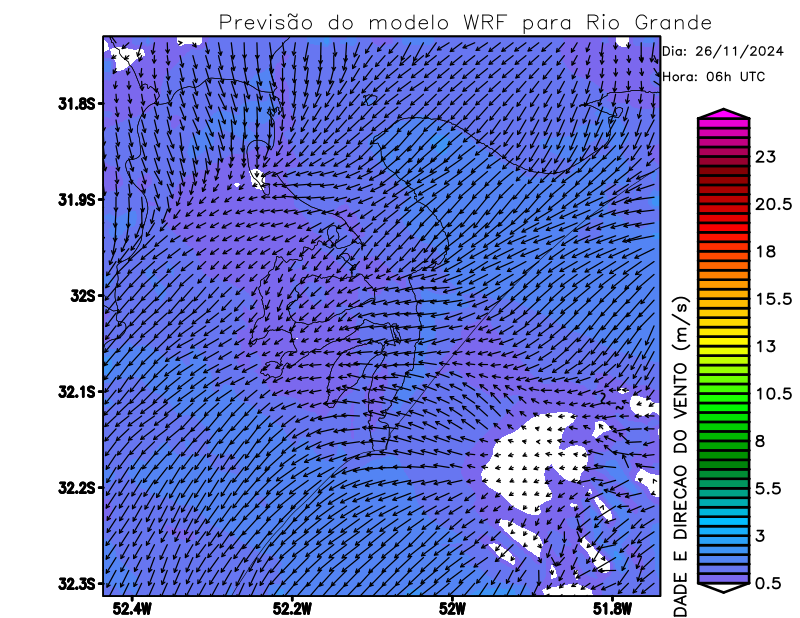 Previsão do modelo WRF para Rio Grande
Dia: 26/11/2024
Hora: 06h UTC
31.8S
31.9S
32S
32.1S
32.2S
32.3S
52.4W
52.2W
52W
51.8W
DADE E DIRECAO DO VENTO (m/s)
23
20.5
18
15.5
13
10.5
8
5.5
3
0.5